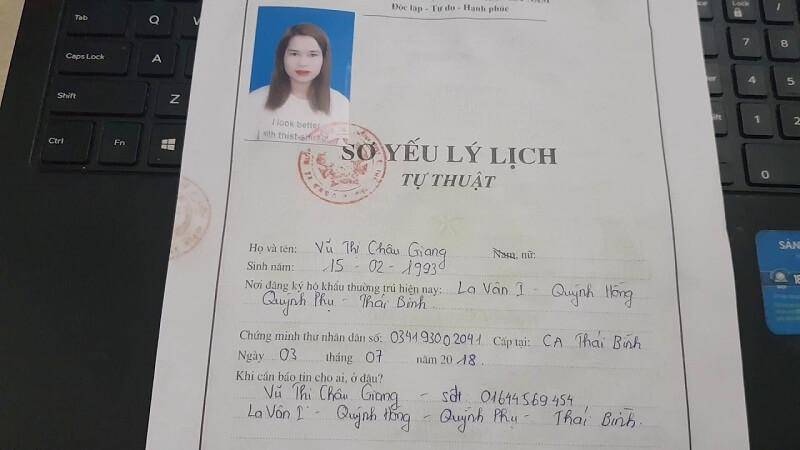 Độc lập - Tự do - Hạnh phúc
I look better
with this t-shirt
SƠ YẾU LÝ LỊCH
TỰ THUẬT
Họ và tên: Vũ Thị Châu Giang Nam, nữ:
Sinh năm: 15 - 02 - 1993
Nơi đăng ký hộ khẩu thường trú hiện nay: La Vân I - Quỳnh Hồng
Quỳnh Phụ - Thái Bình
Chứng minh thư nhân dân số: 034193002041 Cấp tại: CA Thái Bình
Ngày 03 tháng 07 năm 2018.
Khi cần báo tin cho ai, ở đâu?
Vũ Thị Châu Giang - sđt 01644569454
La Vân I - Quỳnh Hồng - Quỳnh Phụ - Thái Bình.
Tab Q
Caps Lock A
Shift Z
Ctrl Fn
Lock
7 8
4 5
1 2
0
SÀN